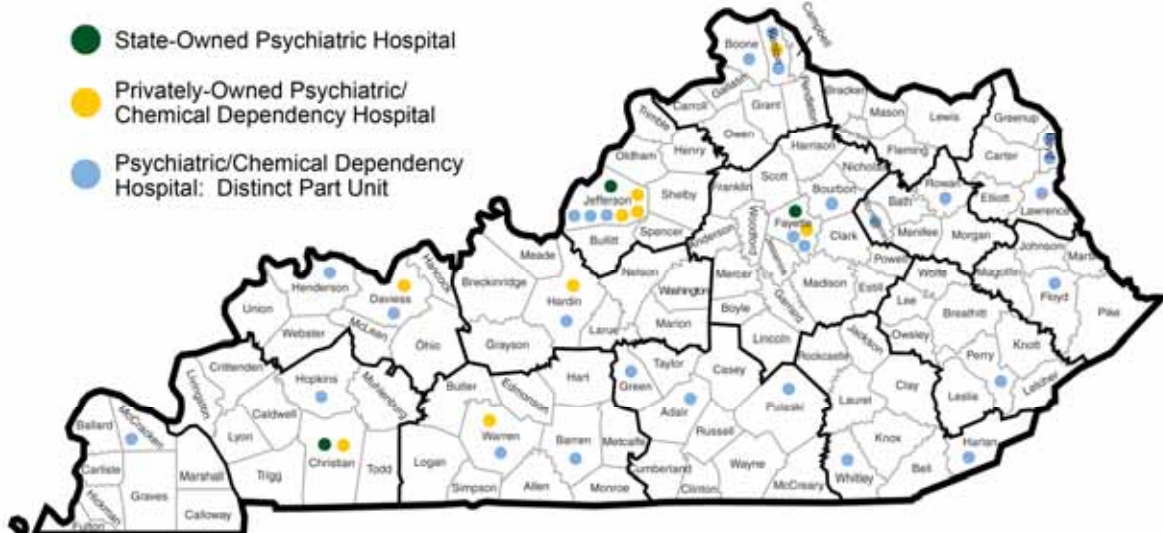 State-Owned Psychiatric Hospital
Privately-Owned Psychiatric/
Chemical Dependency Hospital
Psychiatric/Chemical Dependency
Hospital: Distinct Part Unit
Campbell
Boone
Gallatin
Pendleton
Bracken
Carroll
Grant
Mason
Lewis
Greenup
Trimble
Owen
Fleming
Carter
Oldham
Henry
Harrison
Nicholas
Scott
Rowan
Jefferson
Shelby
Franklin
Bourbon
Bath
Elliott
Lawrence
Fayette
Clark
Menifee
Morgan
Bullitt
Spencer
Anderson
Woodford
Powell
Johnson
Martin
Meade
Hancock
Nelson
Mercer
Madison
Estill
Wolfe
Magoffin
Floyd
Henderson
Daviess
Breckinridge
Hardin
Washington
Garrard
Lee
Breathitt
Pike
Union
McLean
Larue
Marion
Boyle
Webster
Ohio
Grayson
Lincoln
Jackson
Owsley
Knott
Crittenden
Taylor
Casey
Rockcastle
Perry
Livingston
Hopkins
Muhlenburg
Butler
Edmonson
Hart
Green
Clay
Leslie
Letcher
Caldwell
Adair
Pulaski
Laurel
Ballard
McCracken
Lyon
Christian
Warren
Barren
Metcalfe
Russell
Knox
Harlan
Carlisle
Marshall
Trigg
Todd
Logan
Cumberland
Wayne
Whitley
Bell
Hickman
Graves
Simpson
Allen
Monroe
Clinton
McCreary
Fulton
Calloway